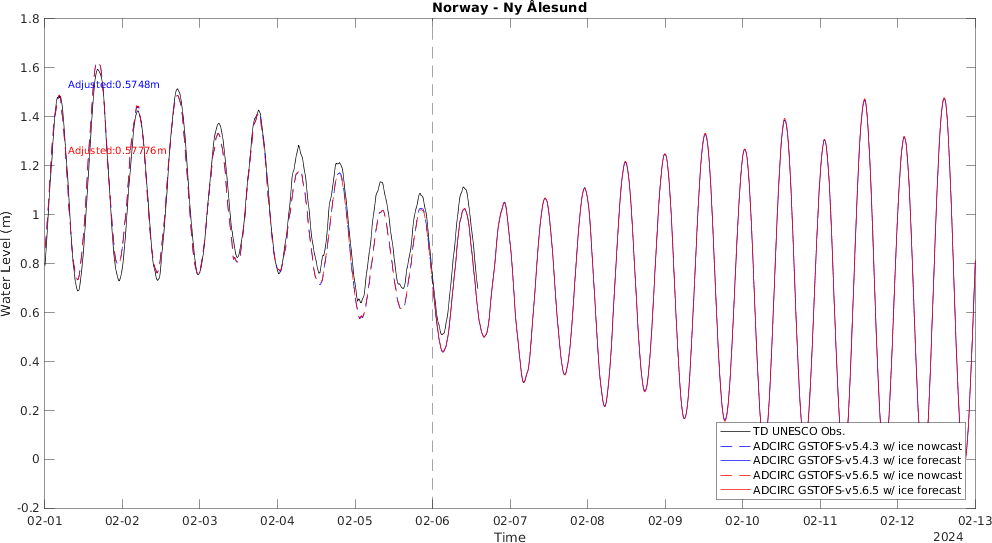 Norway - Ny Ålesund
1.8
1.6
1.4
1.2
1
0.8
0.6
0.4
0.2
0
-0.2
Water Level (m)
Adjusted:0.5748m
Adjusted:0.57776m
TD UNESCO Obs.
ADCIRC GSTOFS-v5.4.3 w/ ice nowcast
ADCIRC GSTOFS-v5.4.3 w/ ice forecast
ADCIRC GSTOFS-v5.6.5 w/ ice nowcast
ADCIRC GSTOFS-v5.6.5 w/ ice forecast
02-01 02-02 02-03 02-04 02-05 02-06 02-07 02-08 02-09 02-10 02-11 02-12 02-13
Time
2024